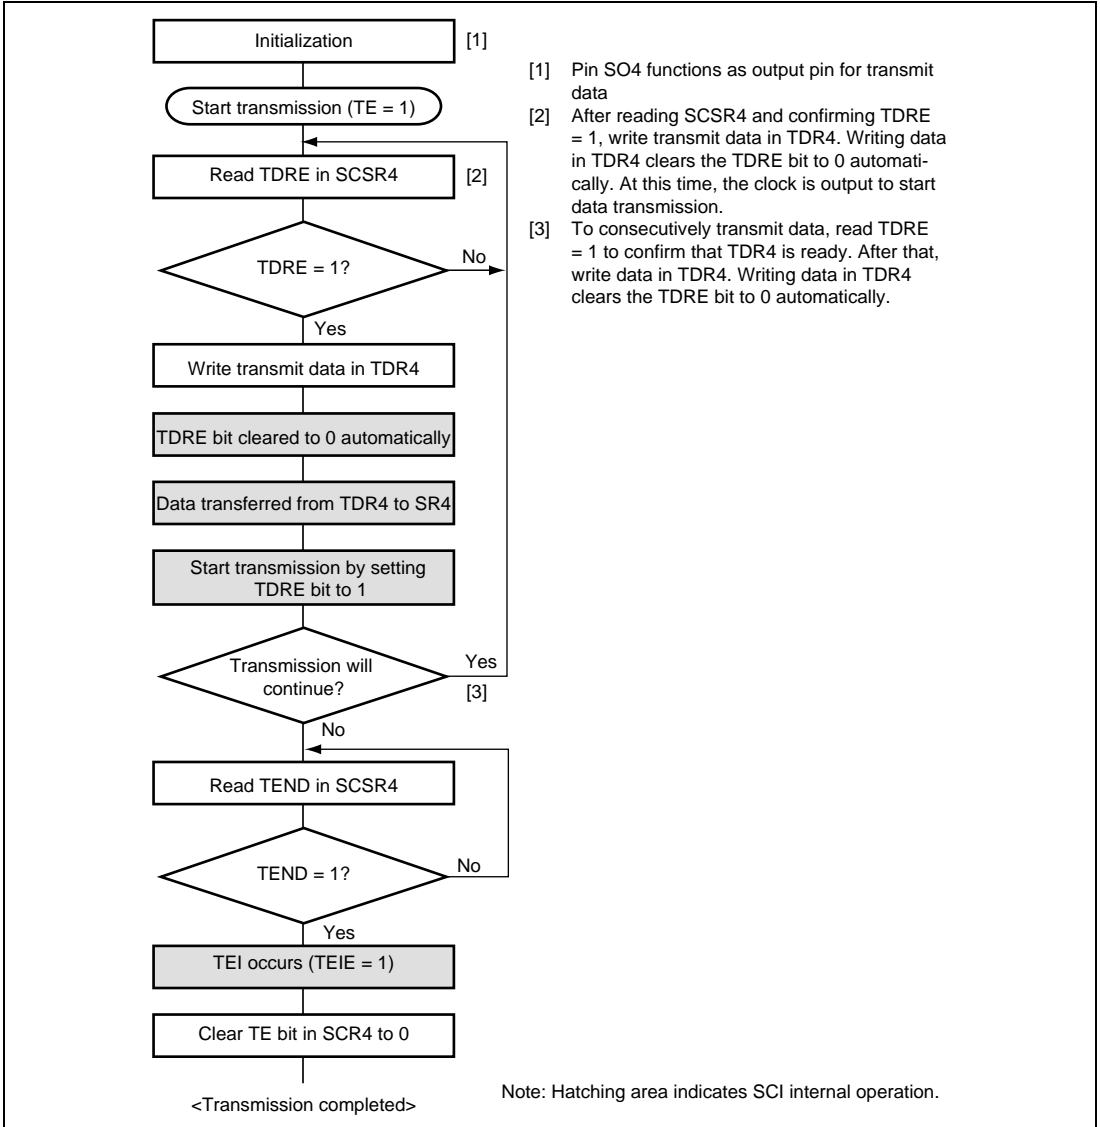 Initialization
[1]
Start transmission (TE = 1)
Read TDRE in SCSR4
[2]
TDRE = 1?
No
Yes
Write transmit data in TDR4
TDRE bit cleared to 0 automatically
Data transferred from TDR4 to SR4
Start transmission by setting
TDRE bit to 1
Transmission will
continue?
Yes
[3]
No
Read TEND in SCSR4
TEND = 1?
No
Yes
TEI occurs (TEIE = 1)
Clear TE bit in SCR4 to 0
<Transmission completed>
[1] Pin SO4 functions as output pin for transmit
data
[2] After reading SCSR4 and confirming TDRE
= 1, write transmit data in TDR4. Writing data
in TDR4 clears the TDRE bit to 0 automati-
cally. At this time, the clock is output to start
data transmission.
[3] To consecutively transmit data, read TDRE
= 1 to confirm that TDR4 is ready. After that,
write data in TDR4. Writing data in TDR4
clears the TDRE bit to 0 automatically.
Note: Hatching area indicates SCI internal operation.